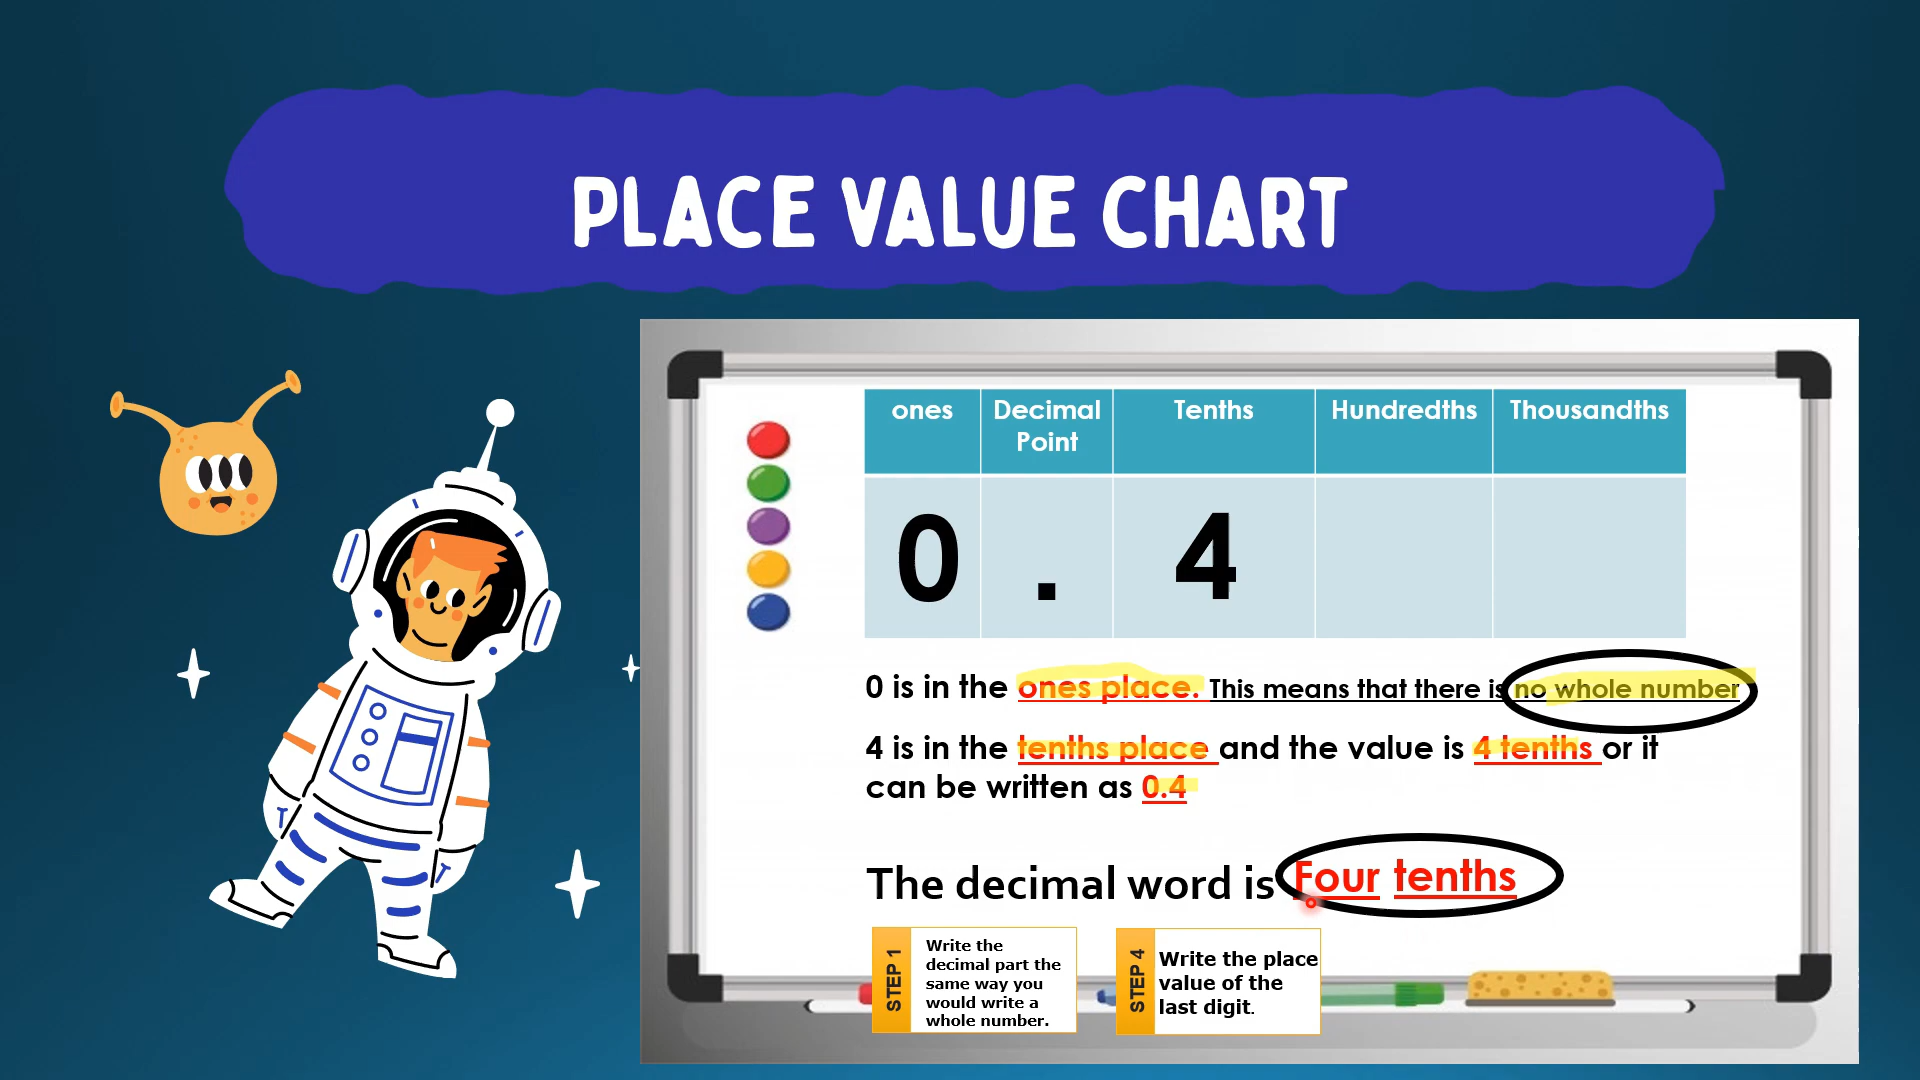 PLACE VALUE CHART
ones Decimal Point Tenths Hundredths Thousandths
0 . 4
0 is in the ones place. This means that there is no whole number
4 is in the tenths place and the value is 4 tenths or it
can be written as 0.4
The decimal word is Four tenths
STEP 1
Write the
decimal part the
same way you
would write a
whole number.
STEP 4
Write the place
value of the
last digit.